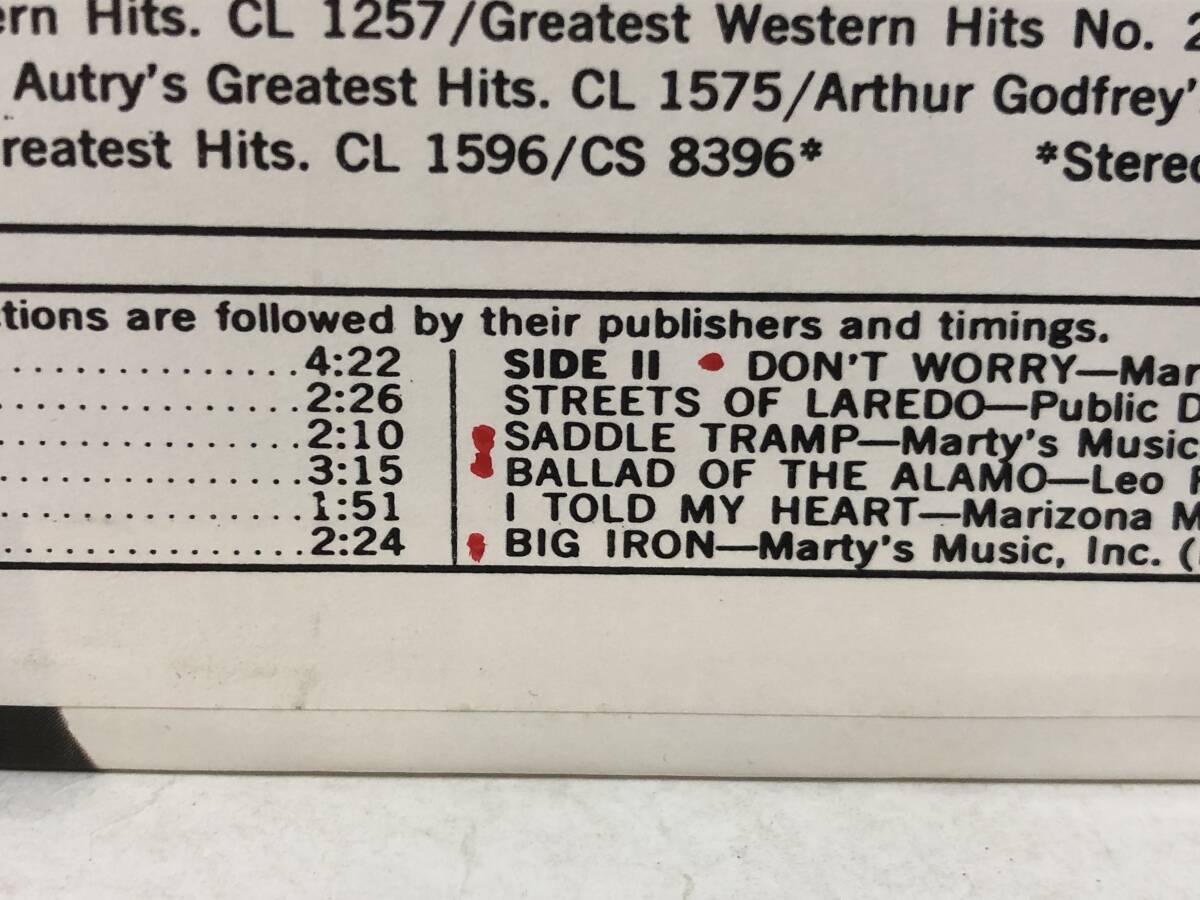 ern Hits. CL 1257/Greatest Western Hits No. 2
Autry's Greatest Hits. CL 1575/Arthur Godfrey'
reatest Hits. CL 1596/CS 8396* *Stereo
tions are followed by their publishers and timings.
..............4:22
................2:26
................2:10
................3:15
................1:51
................2:24
SIDE II • DON'T WORRY—Mar
STREETS OF LAREDO—Public D
SADDLE TRAMP—Marty's Music
BALLAD OF THE ALAMO—Leo
I TOLD MY HEART—Marizona M
BIG IRON—Marty's Music, Inc. (